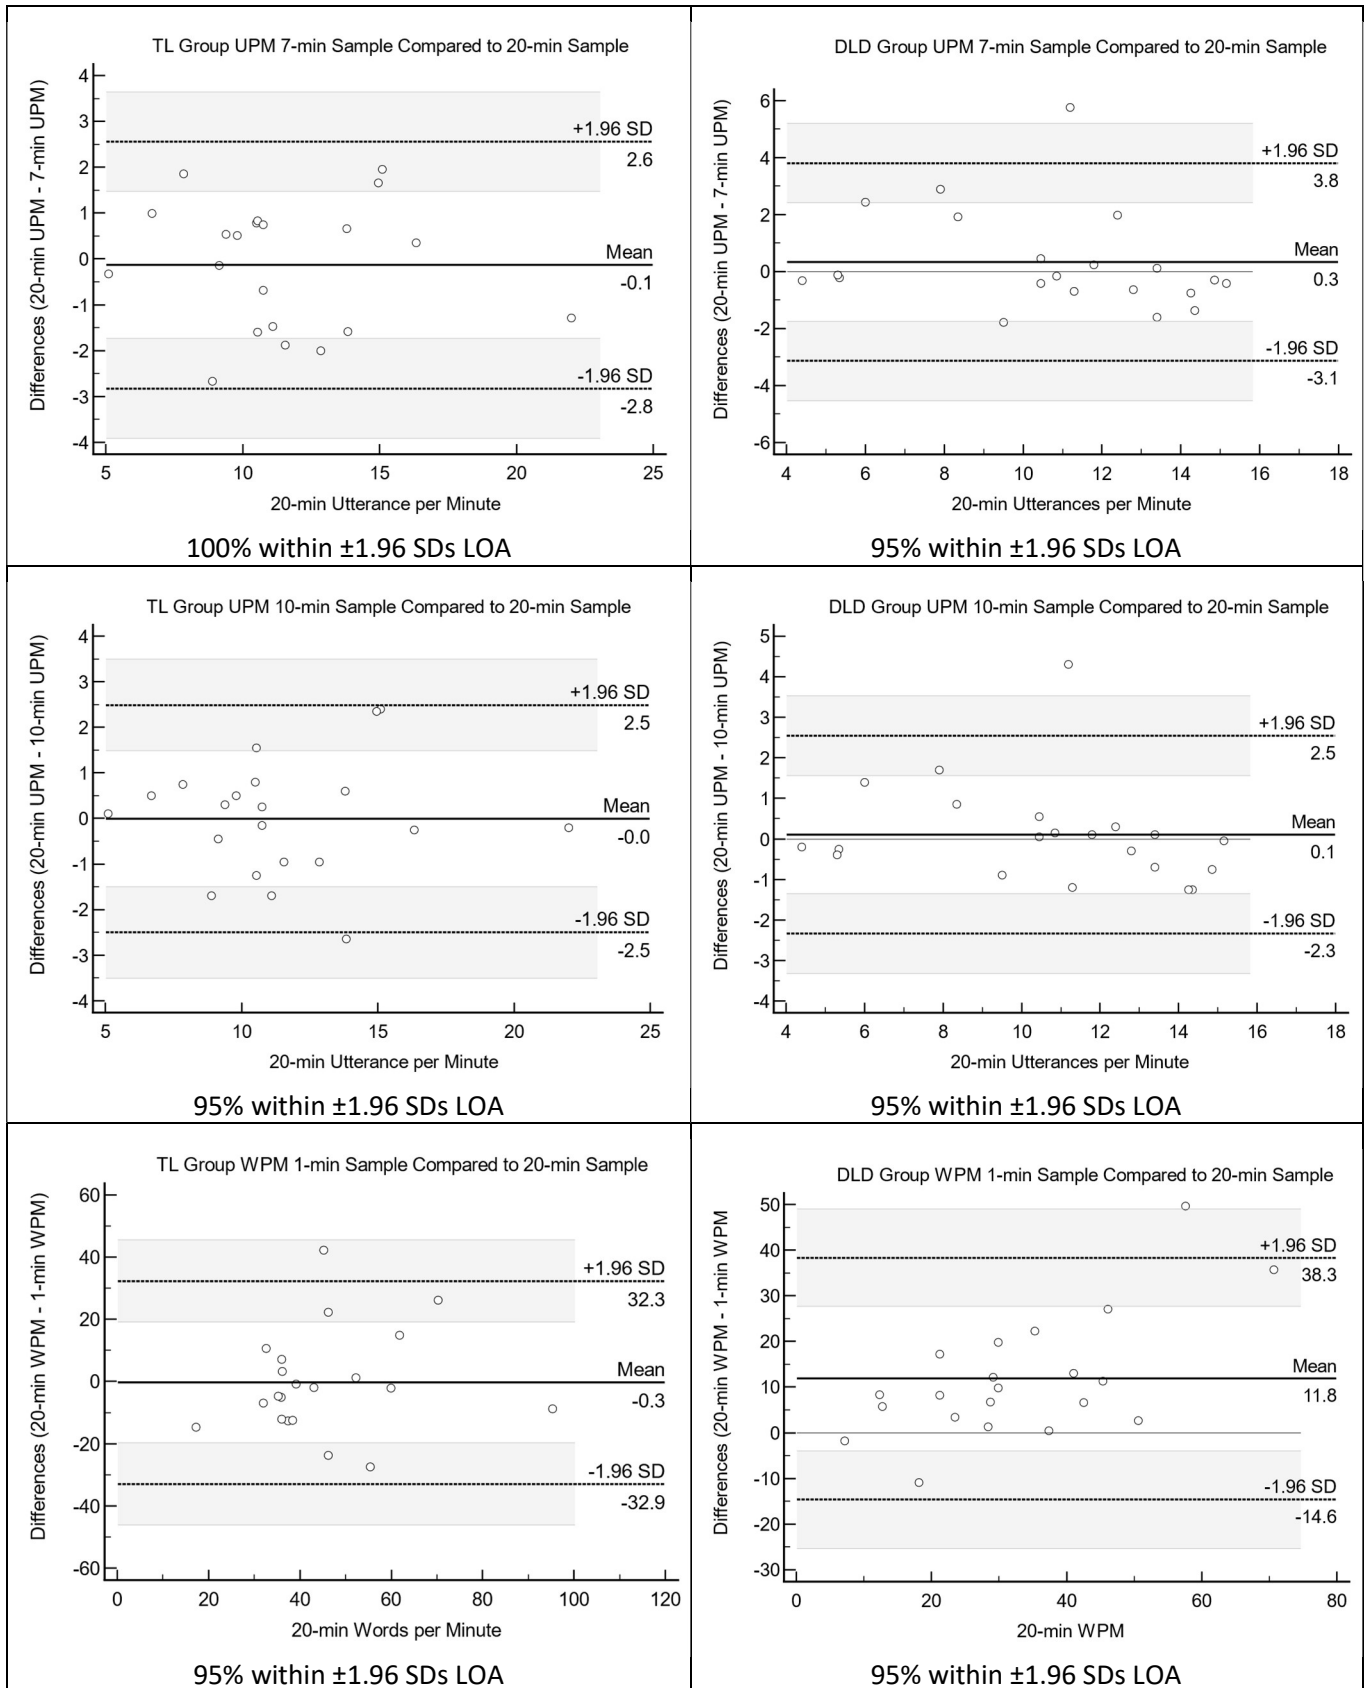 TL Group UPM 7-min Sample Compared to 20-min Sample
Differences (20-min UPM - 7-min UPM)
4
3
2
1
0
-1
-2
-3
-4
+1.96 SD
2.6
Mean
-0.1
-1.96 SD
-2.8
5 10 15 20 25
20-min Utterance per Minute
100% within ±1.96 SDs LOA
DLD Group UPM 7-min Sample Compared to 20-min Sample
Differences (20-min UPM - 7-min UPM)
6
4
2
0
-2
-4
-6
+1.96 SD
3.8
Mean
0.3
-1.96 SD
-3.1
4 6 8 10 12 14 16 18
20-min Utterances per Minute
95% within ±1.96 SDs LOA
TL Group UPM 10-min Sample Compared to 20-min Sample
Differences (20-min UPM - 10-min UPM)
4
3
2
1
0
-1
-2
-3
-4
+1.96 SD
2.5
Mean
-0.0
-1.96 SD
-2.5
5 10 15 20 25
20-min Utterance per Minute
95% within ±1.96 SDs LOA
DLD Group UPM 10-min Sample Compared to 20-min Sample
Differences (20-min UPM - 10-min UPM)
5
4
3
2
1
0
-1
-2
-3
-4
+1.96 SD
2.5
Mean
0.1
-1.96 SD
-2.3
4 6 8 10 12 14 16 18
20-min Utterances per Minute
95% within ±1.96 SDs LOA
TL Group WPM 1-min Sample Compared to 20-min Sample
Differences (20-min WPM - 1-min WPM)
60
40
20
0
-20
-40
-60
+1.96 SD
32.3
Mean
-0.3
-1.96 SD
-32.9
0 20 40 60 80 100 120
20-min Words per Minute
95% within ±1.96 SDs LOA
DLD Group WPM 1-min Sample Compared to 20-min Sample
Differences (20-min WPM - 1-min WPM
50
40
30
20
10
0
-10
-20
-30
+1.96 SD
38.3
Mean
11.8
-1.96 SD
-14.6
0 20 40 60 80
20-min WPM
95% within ±1.96 SDs LOA